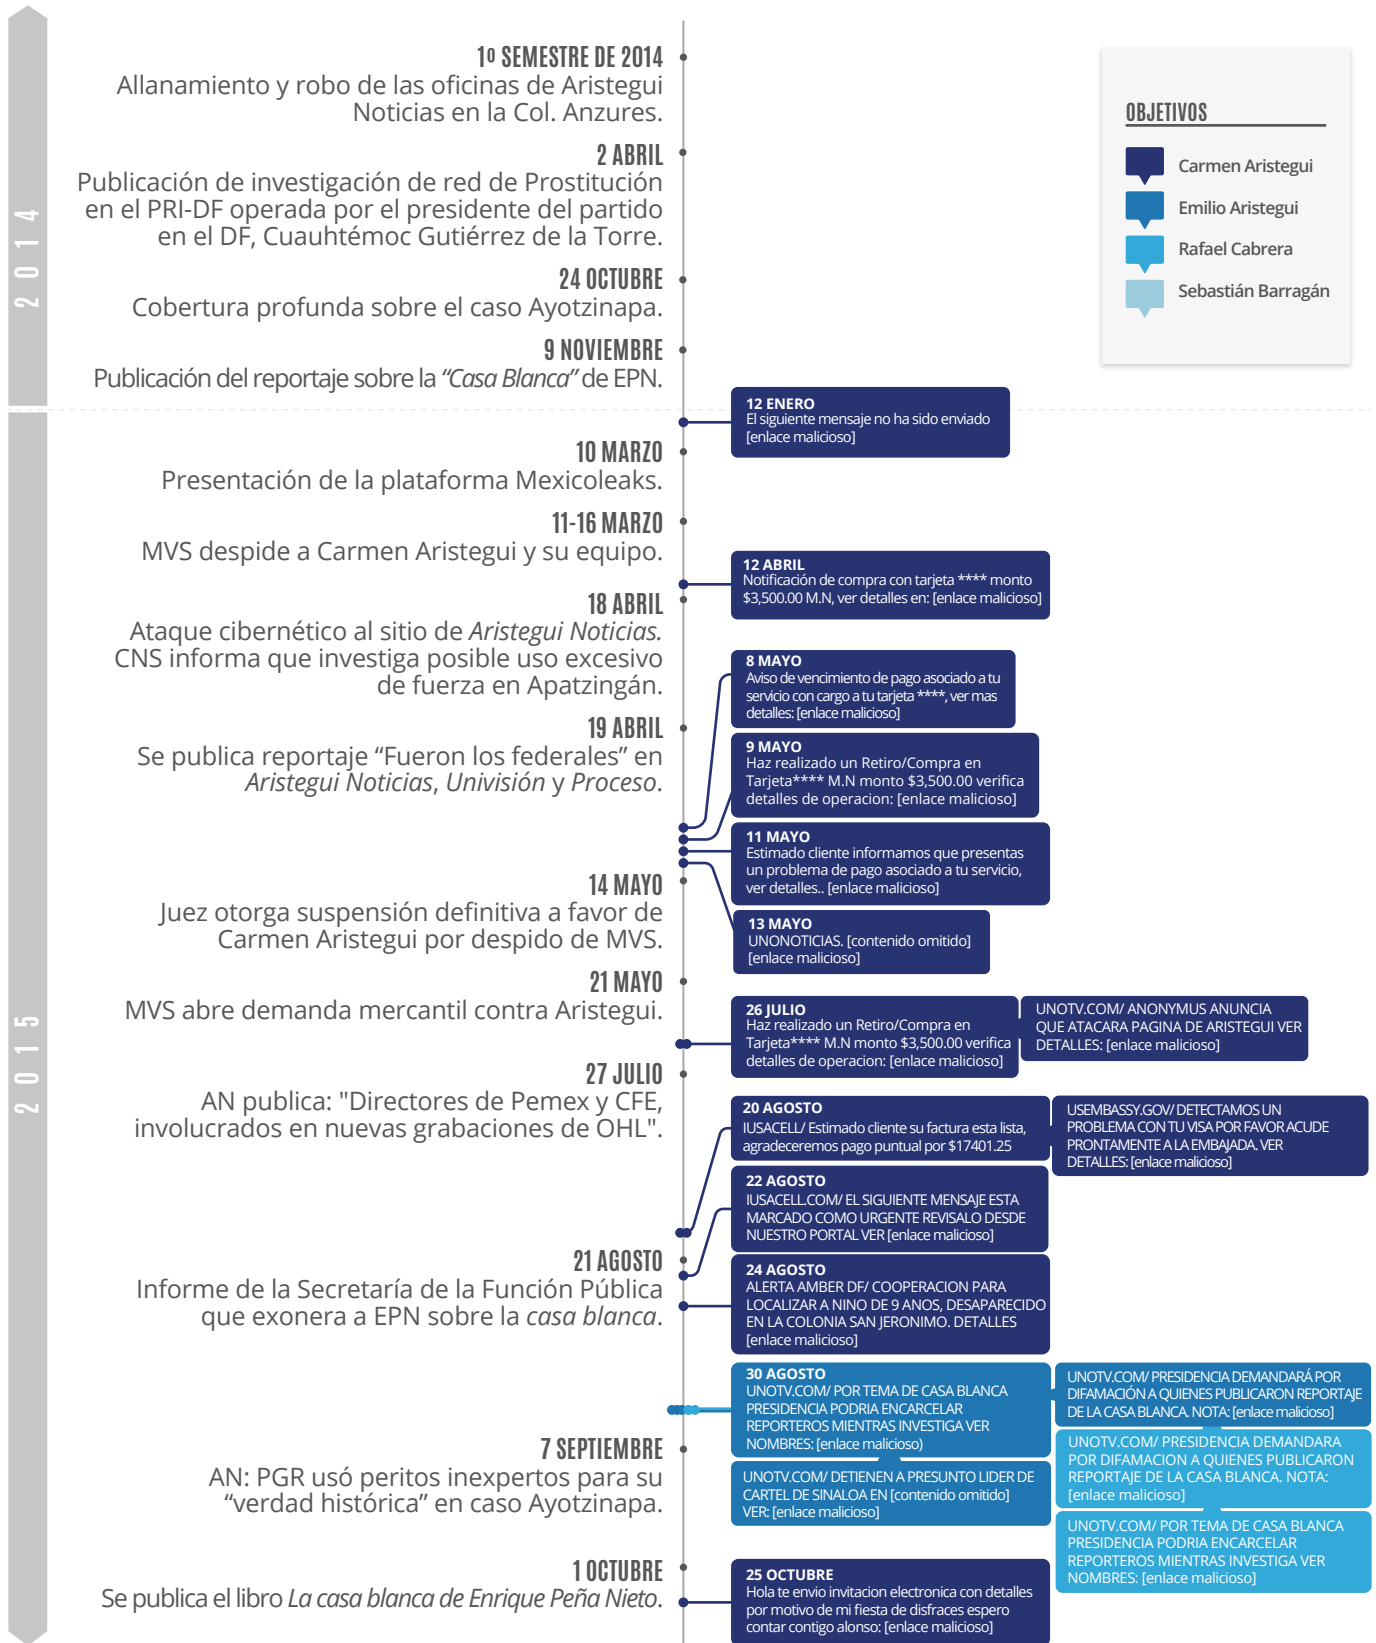 2014
1º SEMESTRE DE 2014
Allanamiento y robo de las oficinas de Aristegui
Noticias en la Col. Anzures.
2 ABRIL
Publicación de investigación de red de Prostitución
en el PRI-DF operada por el presidente del partido
en el DF, Cuauhtémoc Gutiérrez de la Torre.
24 OCTUBRE
Cobertura profunda sobre el caso Ayotzinapa.
9 NOVIEMBRE
Publicación del reportaje sobre la “Casa Blanca” de EPN.
OBJETIVOS
Carmen Aristegui
Emilio Aristegui
Rafael Cabrera
Sebastián Barragán
2015
12 ENERO
El siguiente mensaje no ha sido enviado
[enlace malicioso]
10 MARZO
Presentación de la plataforma Mexicoleaks.
11-16 MARZO
MVS despide a Carmen Aristegui y su equipo.
12 ABRIL
Notificación de compra con tarjeta **** monto
$3,500.00 M.N, ver detalles en: [enlace malicioso]
18 ABRIL
Ataque cibernético al sitio de Aristegui Noticias.
CNS informa que investiga posible uso excesivo
de fuerza en Apatzingán.
19 ABRIL
Se publica reportaje “Fueron los federales” en
Aristegui Noticias, Univisión y Proceso.
8 MAYO
Aviso de vencimiento de pago asociado a tu
servicio con cargo a tu tarjeta ****, ver mas
detalles: [enlace malicioso]
9 MAYO
Haz realizado un Retiro/Compra en
Tarjeta**** M.N monto $3,500.00 verifica
detalles de operacion: [enlace malicioso]
11 MAYO
Estimado cliente informamos que presentas
un problema de pago asociado a tu servicio,
ver detalles.. [enlace malicioso]
13 MAYO
UNONOTICIAS. [contenido omitido]
[enlace malicioso]
14 MAYO
Juez otorga suspensión definitiva a favor de
Carmen Aristegui por despido de MVS.
21 MAYO
MVS abre demanda mercantil contra Aristegui.
26 JULIO
Haz realizado un Retiro/Compra en
Tarjeta**** M.N monto $3,500.00 verifica
detalles de operacion: [enlace malicioso]
UNOTV.COM/ ANONYMUS ANUNCIA
QUE ATACARA PAGINA DE ARISTEGUI VER
DETALLES: [enlace malicioso]
27 JULIO
AN publica: "Directores de Pemex y CFE,
involucrados en nuevas grabaciones de OHL".
20 AGOSTO
IUSACELL/ Estimado cliente su factura esta lista,
agradeceremos pago puntual por $17401.25
USEMBASSY.GOV/ DETECTAMOS UN
PROBLEMA CON TU VISA POR FAVOR ACUDE
PRONTAMENTE A LA EMBAJADA. VER
DETALLES: [enlace malicioso]
22 AGOSTO
IUSACELL.COM/ EL SIGUIENTE MENSAJE ESTA
MARCADO COMO URGENTE REVISALO DESDE
NUESTRO PORTAL VER [enlace malicioso]
21 AGOSTO
Informe de la Secretaría de la Función Pública
que exonera a EPN sobre la casa blanca.
24 AGOSTO
ALERTA AMBER DF/ COOPERACION PARA
LOCALIZAR A NINO DE 9 ANOS, DESAPARECIDO
EN LA COLONIA SAN JERONIMO. DETALLES
[enlace malicioso]
30 AGOSTO
UNOTV.COM/ POR TEMA DE CASA BLANCA
PRESIDENCIA PODRIA ENCARCELAR
REPORTEROS MIENTRAS INVESTIGA VER
NOMBRES: [enlace malicioso)
UNOTV.COM/ PRESIDENCIA DEMANDARÁ POR
DIFAMACIÓN A QUIENES PUBLICARON REPORTAJE
DE LA CASA BLANCA. NOTA: [enlace malicioso]
UNOTV.COM/ PRESIDENCIA DEMANDARA
POR DIFAMACION A QUIENES PUBLICARON
REPORTAJE DE LA CASA BLANCA. NOTA:
[enlace malicioso]
7 SEPTIEMBRE
AN: PGR usó peritos inexpertos para su
“verdad histórica” en caso Ayotzinapa.
UNOTV.COM/ DETIENEN A PRESUNTO LIDER DE
CARTEL DE SINALOA EN [contenido omitido]
VER: [enlace malicioso]
UNOTV.COM/ POR TEMA DE CASA BLANCA
PRESIDENCIA PODRIA ENCARCELAR
REPORTEROS MIENTRAS INVESTIGA VER
NOMBRES: [enlace malicioso]
1 OCTUBRE
Se publica el libro La casa blanca de Enrique Peña Nieto.
25 OCTUBRE
Hola te envio invitacion electronica con detalles
por motivo de mi fiesta de disfraces espero
contar contigo alonso: [enlace malicioso]